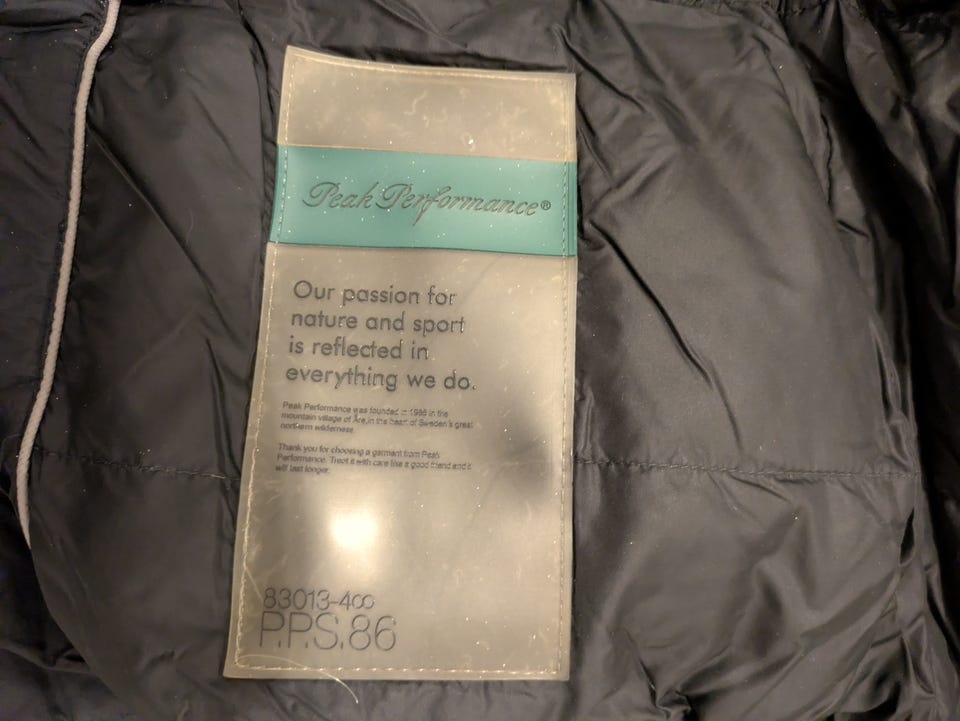 Peak Performance®
Our passion for
nature and sport
is reflected in
everything we do.
Peak Performance was founded in 1986 in the
mountain village of Åre, in the heart of Sweden's great
northern wilderness
Thank you for choosing a garment from Peak
Performance. Treat it with care like a good friend and it
will last longer.
83013-400
P.P.S.86